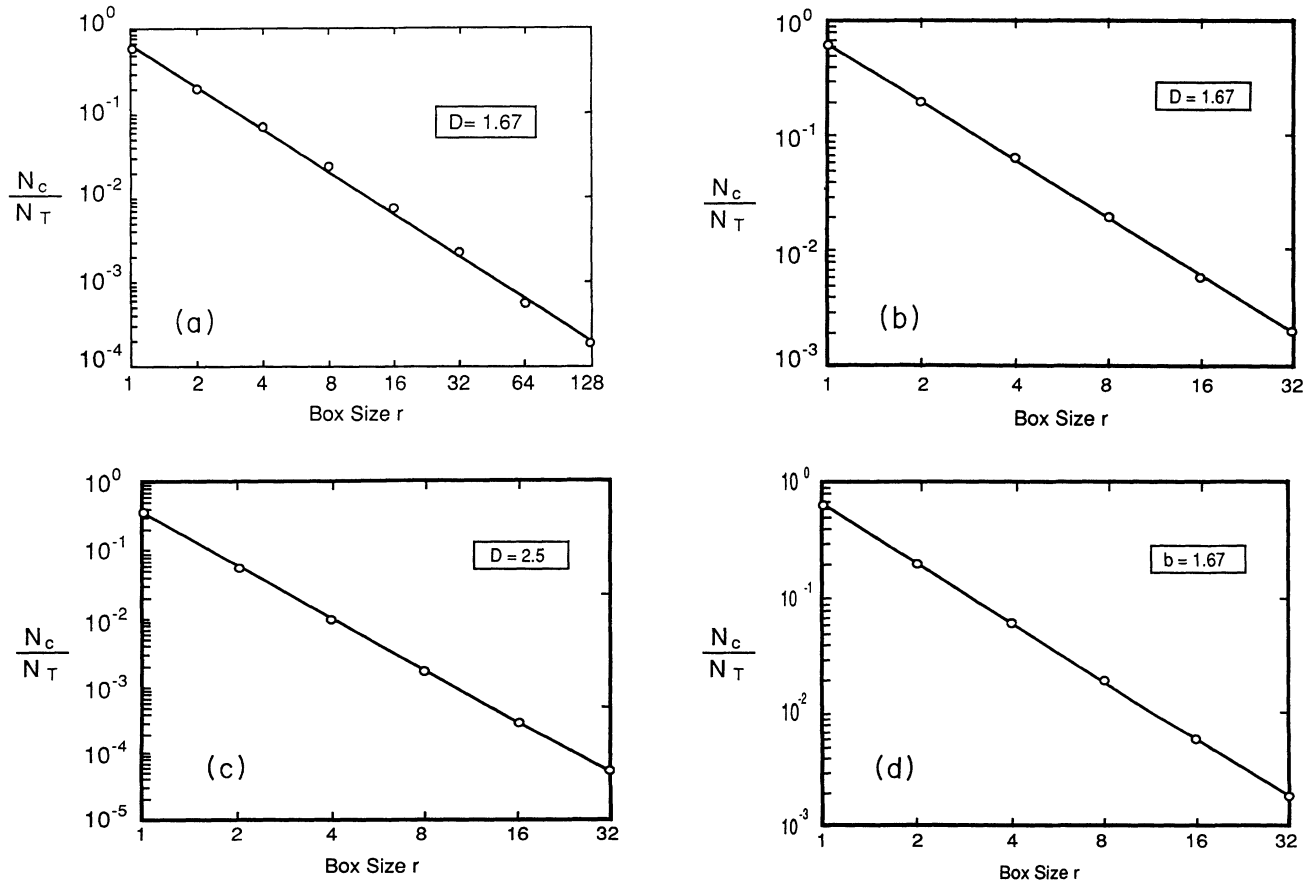 10^0
10^-1
10^-2
10^-3
10^-4
N_c
N_T
D= 1.67
(a)
1 2 4 8 16 32 64 128
Box Size r
10^0
10^-1
10^-2
10^-3
N_c
N_T
D = 1.67
(b)
1 2 4 8 16 32
Box Size r
10^0
10^-1
10^-2
10^-3
10^-4
10^-5
N_c
N_T
D = 2.5
(c)
1 2 4 8 16 32
Box Size r
10^0
10^-1
10^-2
10^-3
N_c
N_T
b = 1.67
(d)
1 2 4 8 16 32
Box Size r